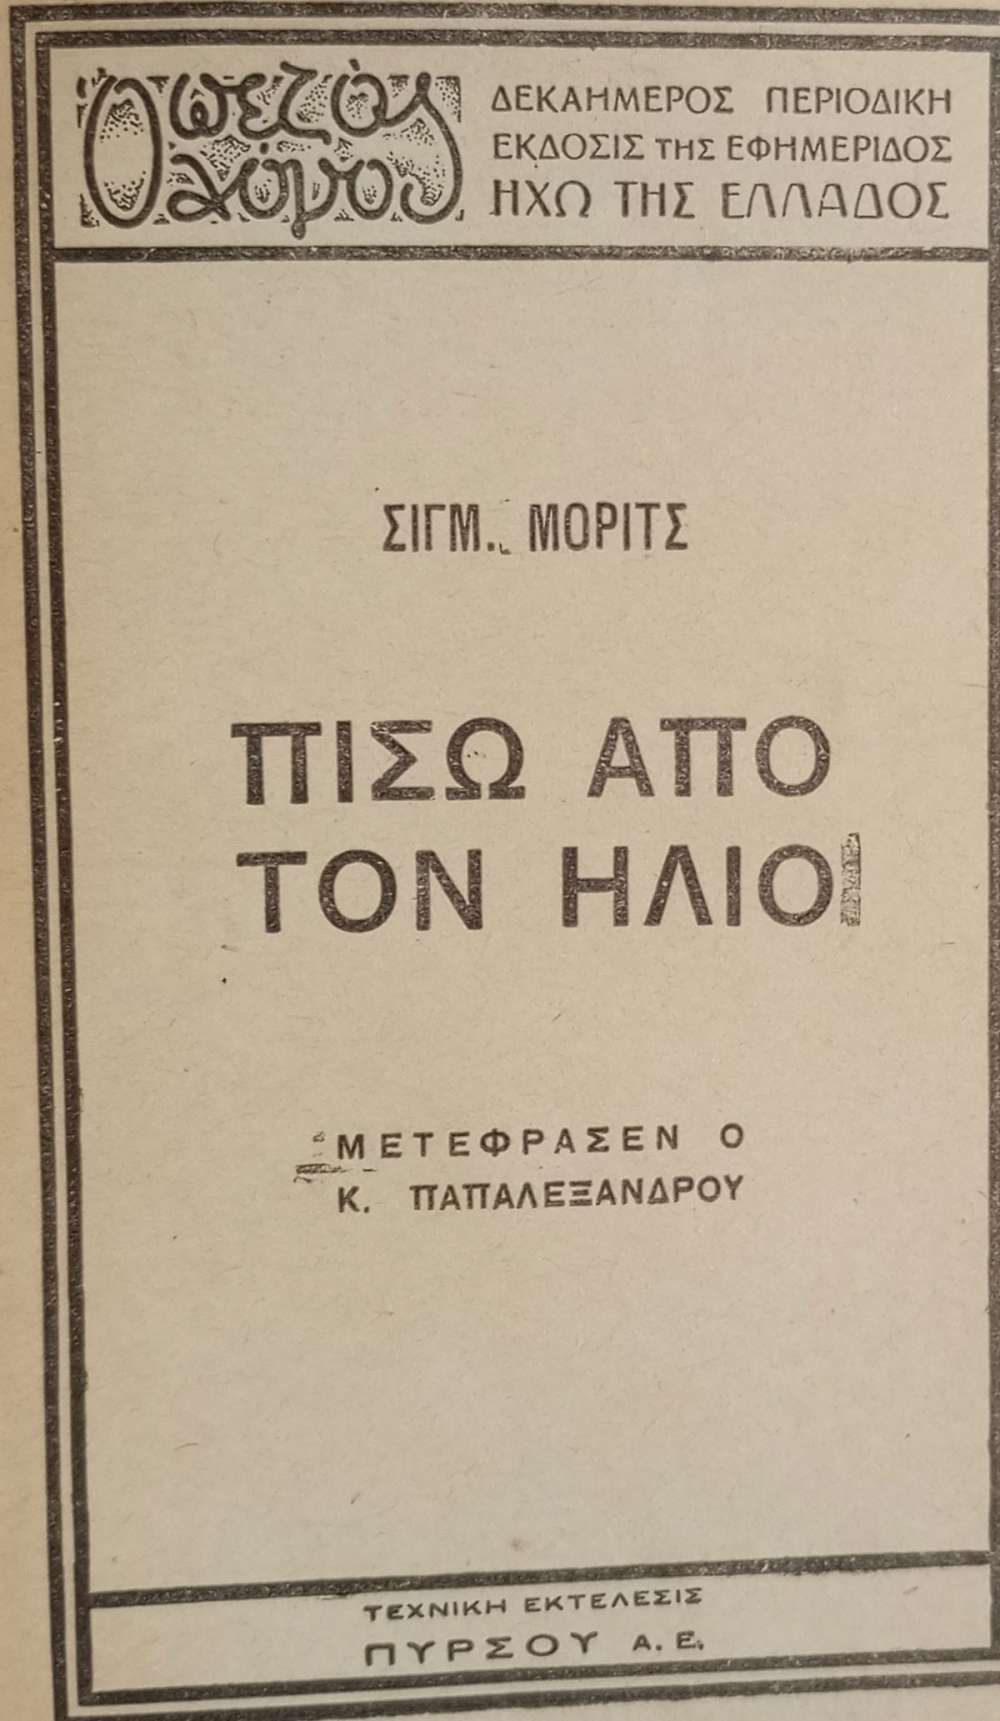 Ο πεζὸς
λόγος
ΔΕΚΑΗΜΕΡΟΣ ΠΕΡΙΟΔΙΚΗ
ΕΚΔΟΣΙΣ ΤΗΣ ΕΦΗΜΕΡΙΔΟΣ
ΗΧΩ ΤΗΣ ΕΛΛΑΔΟΣ
ΣΙΓΜ. ΜΟΡΙΤΣ
ΠΙΣΩ ΑΠΟ
ΤΟΝ ΗΛΙΟ
ΜΕΤΕΦΡΑΣΕΝ Ο
Κ. ΠΑΠΑΛΕΞΑΝΔΡΟΥ
ΤΕΧΝΙΚΗ ΕΚΤΕΛΕΣΙΣ
ΠΥΡΣΟΥ Α. Ε.